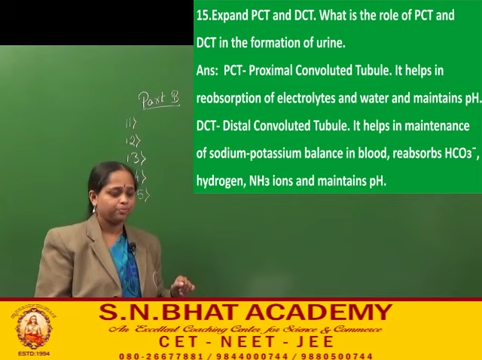 15.Expand PCT and DCT. What is the role of PCT and
DCT in the formation of urine.
Ans: PCT- Proximal Convoluted Tubule. It helps in
reobsorption of electrolytes and water and maintains pH.
DCT- Distal Convoluted Tubule. It helps in maintenance
of sodium-potassium balance in blood, reabsorbs HCO₃⁻,
hydrogen, NH₃ ions and maintains pH.
Part B
11)
12)
13)
S.N.BHAT ACADEMY
An Excellent Coaching Center for Science & Commerce
CET - NEET - JEE
ESTD:1994
080-26677881 / 9844000744 / 9880500744